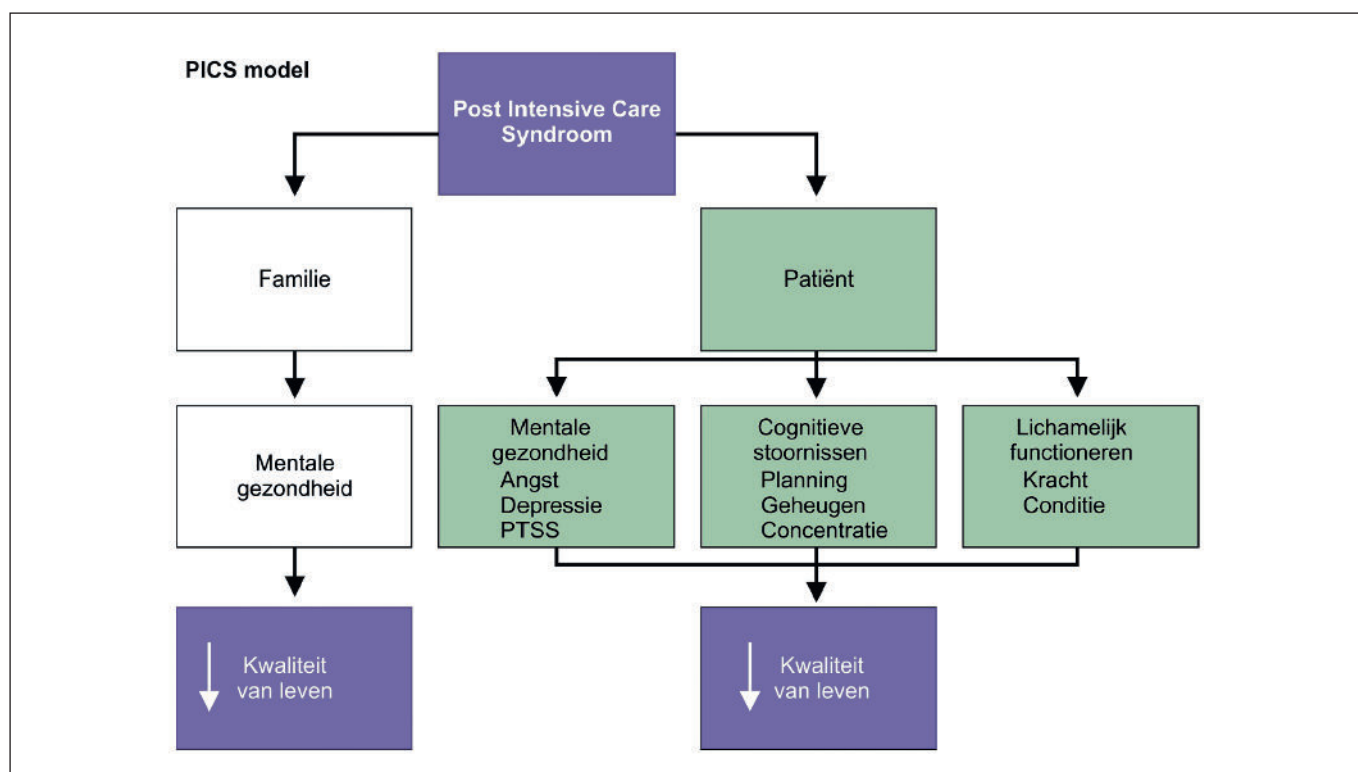 PICS model
Post Intensive Care
Syndroom
Familie
Patiënt
Mentale
gezondheid
Mentale
gezondheid
Angst
Depressie
PTSS
Cognitieve
stoornissen
Planning
Geheugen
Concentratie
Lichamelijk
functioneren
Kracht
Conditie
Kwaliteit
van leven
Kwaliteit
van leven